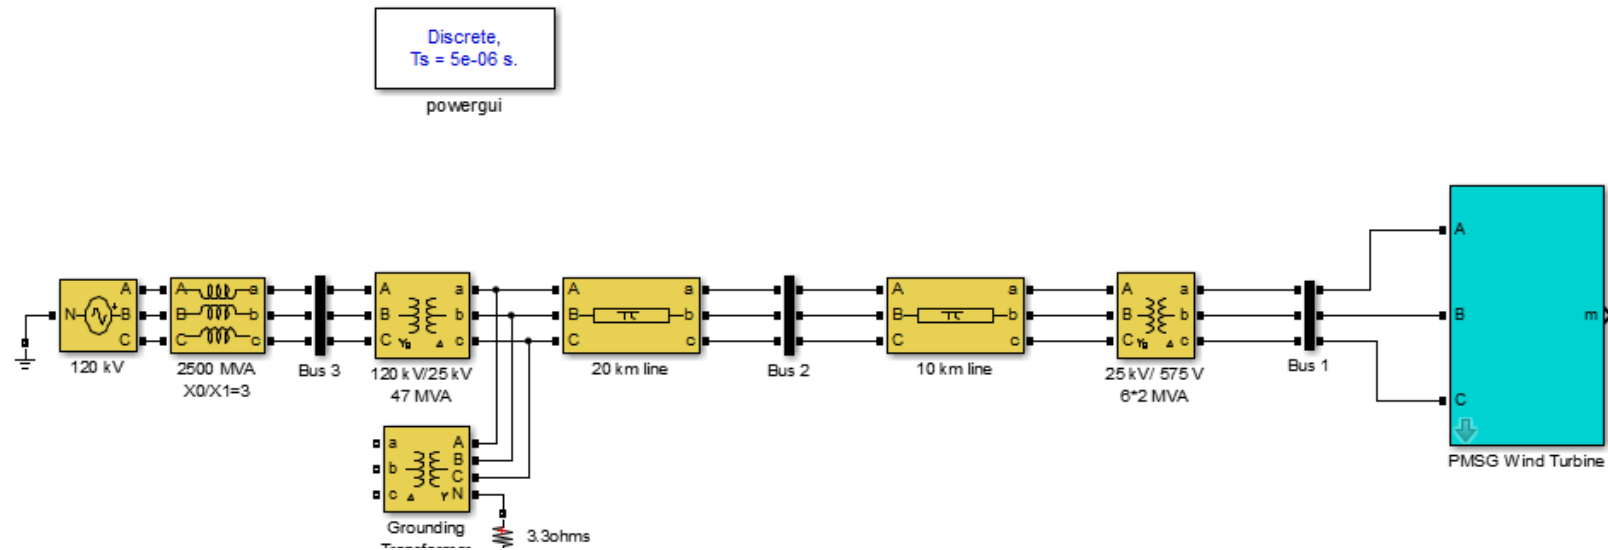 Discrete,
Ts = 5e-06 s.
powergui
N
A
B
C
120 kV
A
B
C
a
b
c
2500 MVA
X0/X1=3
Bus 3
A
B
C
Yg
a
b
c
120 kV/25 kV
47 MVA
A
B
C
a
b
c
20 km line
Bus 2
A
B
C
a
b
c
10 km line
A
B
C
Yg
a
b
c
25 kV/ 575 V
6*2 MVA
Bus 1
A
B
C
m
PMSG Wind Turbine
a
b
c
A
B
C
Y N
Grounding
3.3ohms